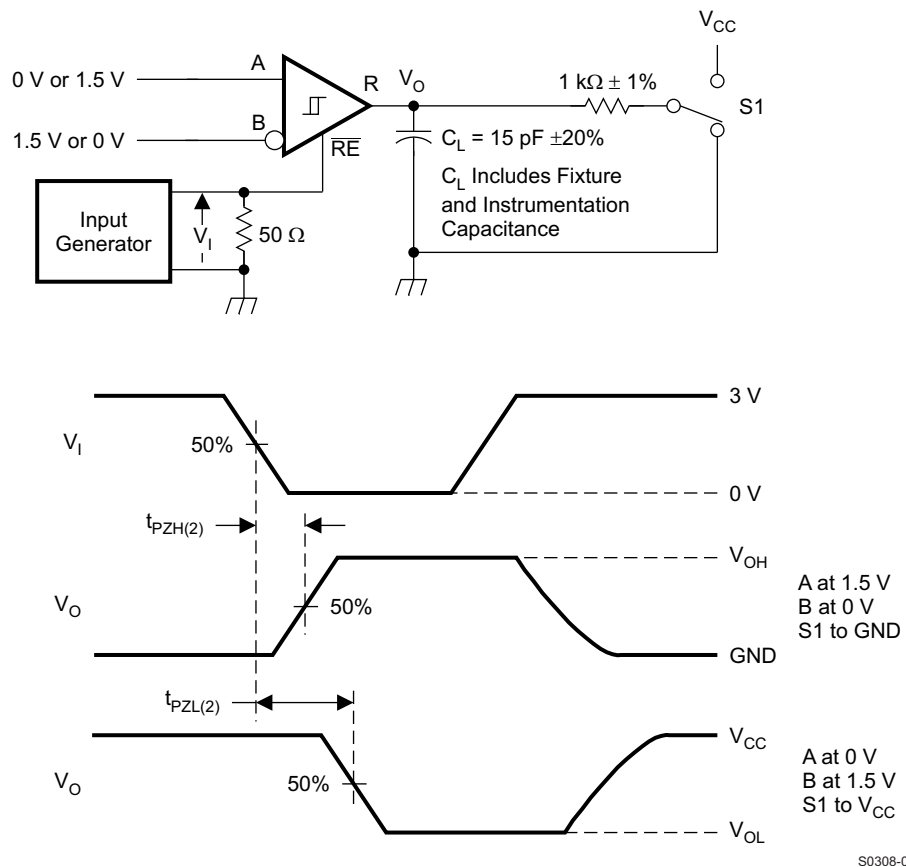 V_CC
0 V or 1.5 V
A
R
V_O
1 kΩ ± 1%
S1
1.5 V or 0 V
B
RE
C_L = 15 pF ±20%
C_L Includes Fixture
and Instrumentation
Capacitance
Input
Generator
V_I
50 Ω
3 V
V_I
50%
0 V
t_PZH(2)
V_OH
V_O
50%
A at 1.5 V
B at 0 V
S1 to GND
GND
t_PZL(2)
V_CC
V_O
50%
A at 0 V
B at 1.5 V
S1 to V_CC
V_OL